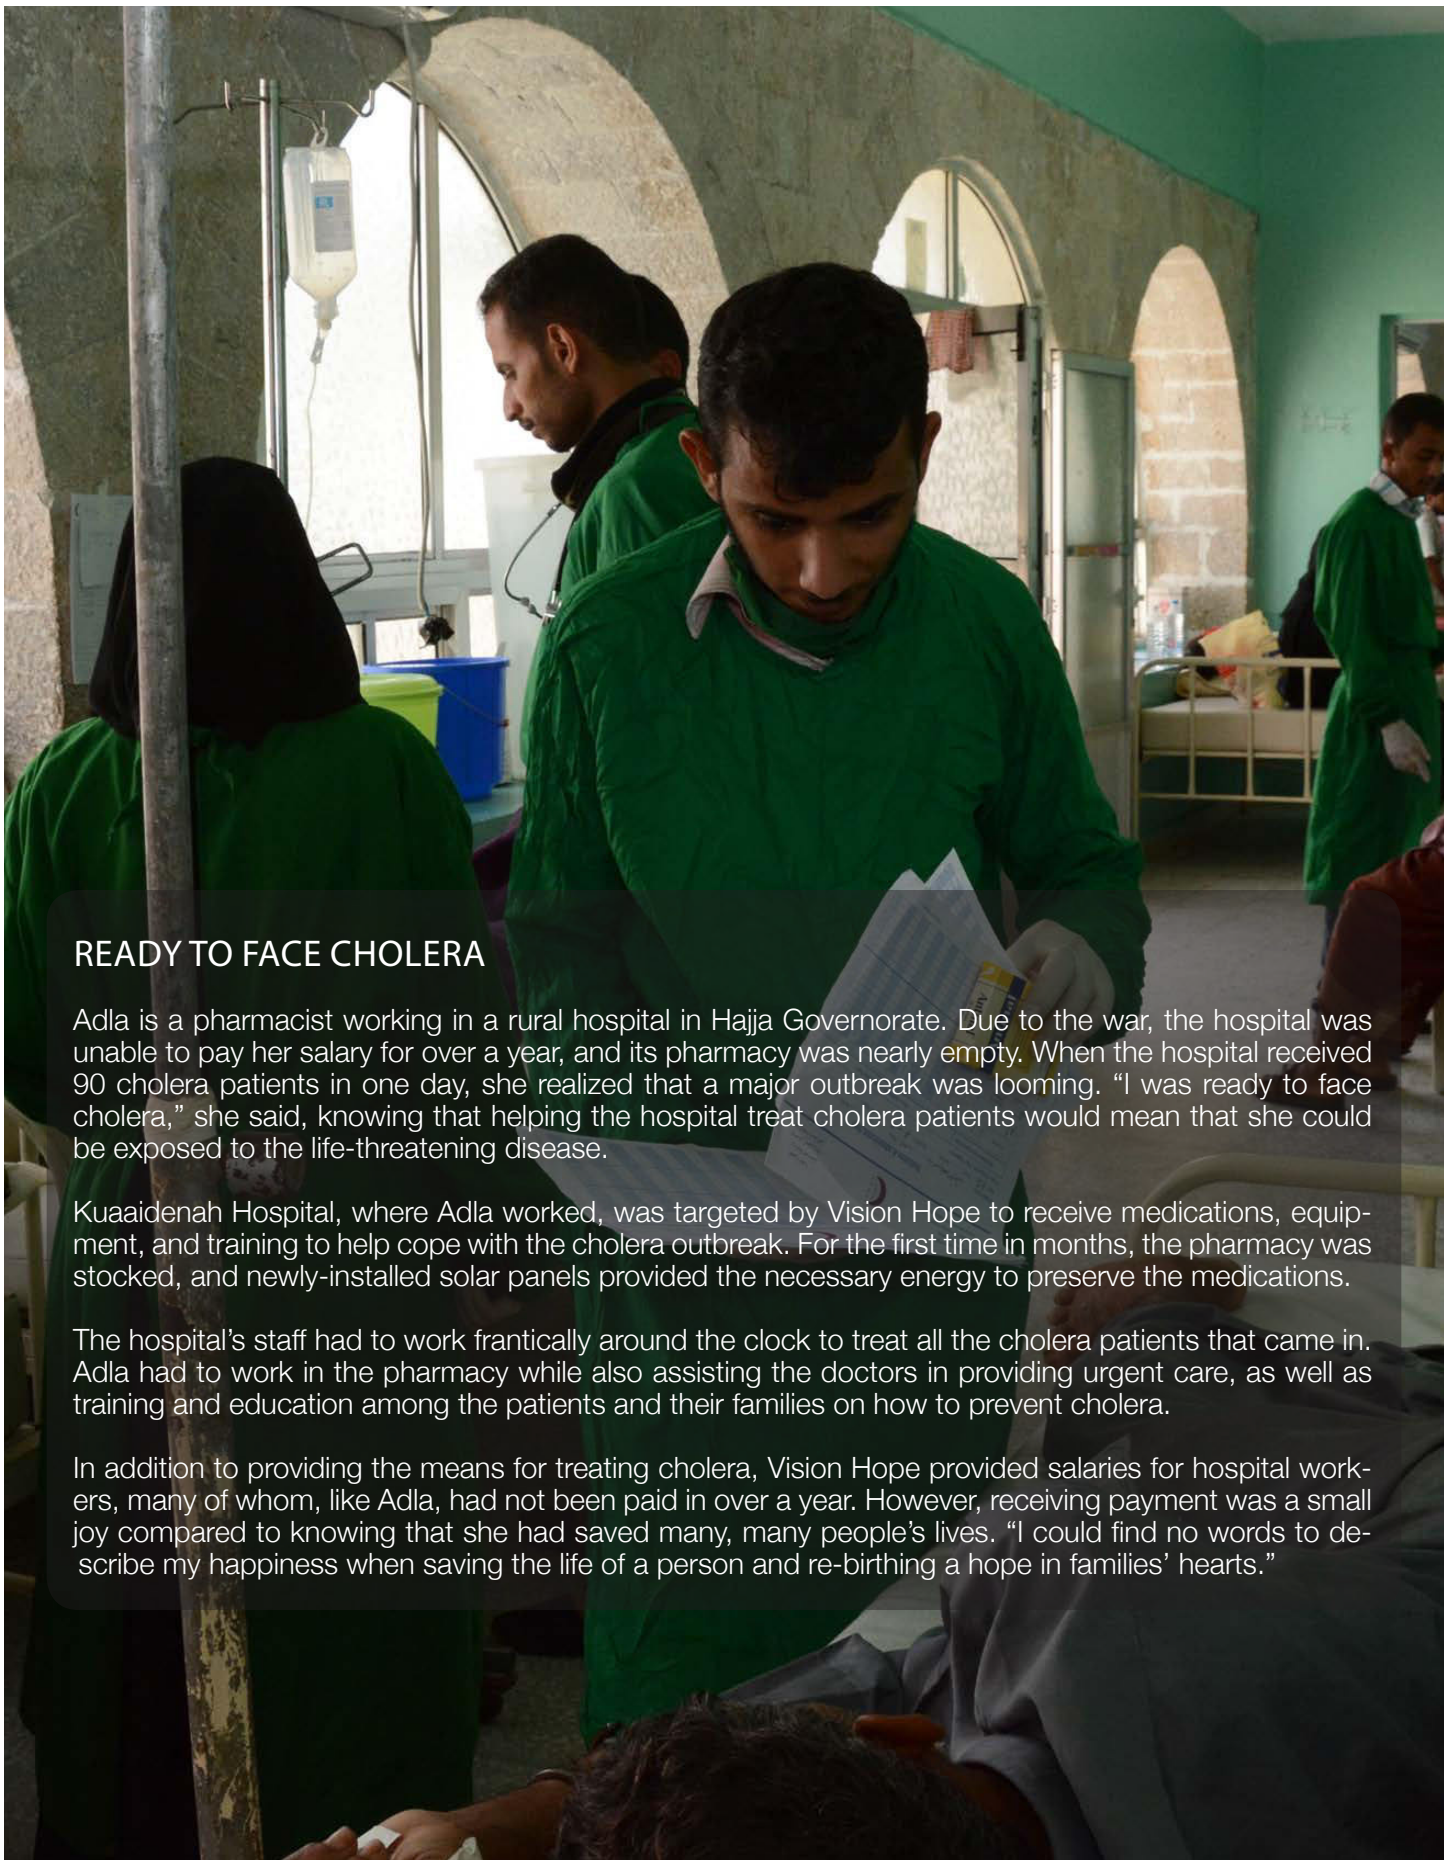 READY TO FACE CHOLERA
Adla is a pharmacist working in a rural hospital in Hajja Governorate. Due to the war, the hospital was
unable to pay her salary for over a year, and its pharmacy was nearly empty. When the hospital received
90 cholera patients in one day, she realized that a major outbreak was looming. “I was ready to face
cholera,” she said, knowing that helping the hospital treat cholera patients would mean that she could
be exposed to the life-threatening disease.
Kuaaidenah Hospital, where Adla worked, was targeted by Vision Hope to receive medications, equip-
ment, and training to help cope with the cholera outbreak. For the first time in months, the pharmacy was
stocked, and newly-installed solar panels provided the necessary energy to preserve the medications.
The hospital’s staff had to work frantically around the clock to treat all the cholera patients that came in.
Adla had to work in the pharmacy while also assisting the doctors in providing urgent care, as well as
training and education among the patients and their families on how to prevent cholera.
In addition to providing the means for treating cholera, Vision Hope provided salaries for hospital work-
ers, many of whom, like Adla, had not been paid in over a year. However, receiving payment was a small
joy compared to knowing that she had saved many, many people’s lives. “I could find no words to de-
scribe my happiness when saving the life of a person and re-birthing a hope in families’ hearts.”